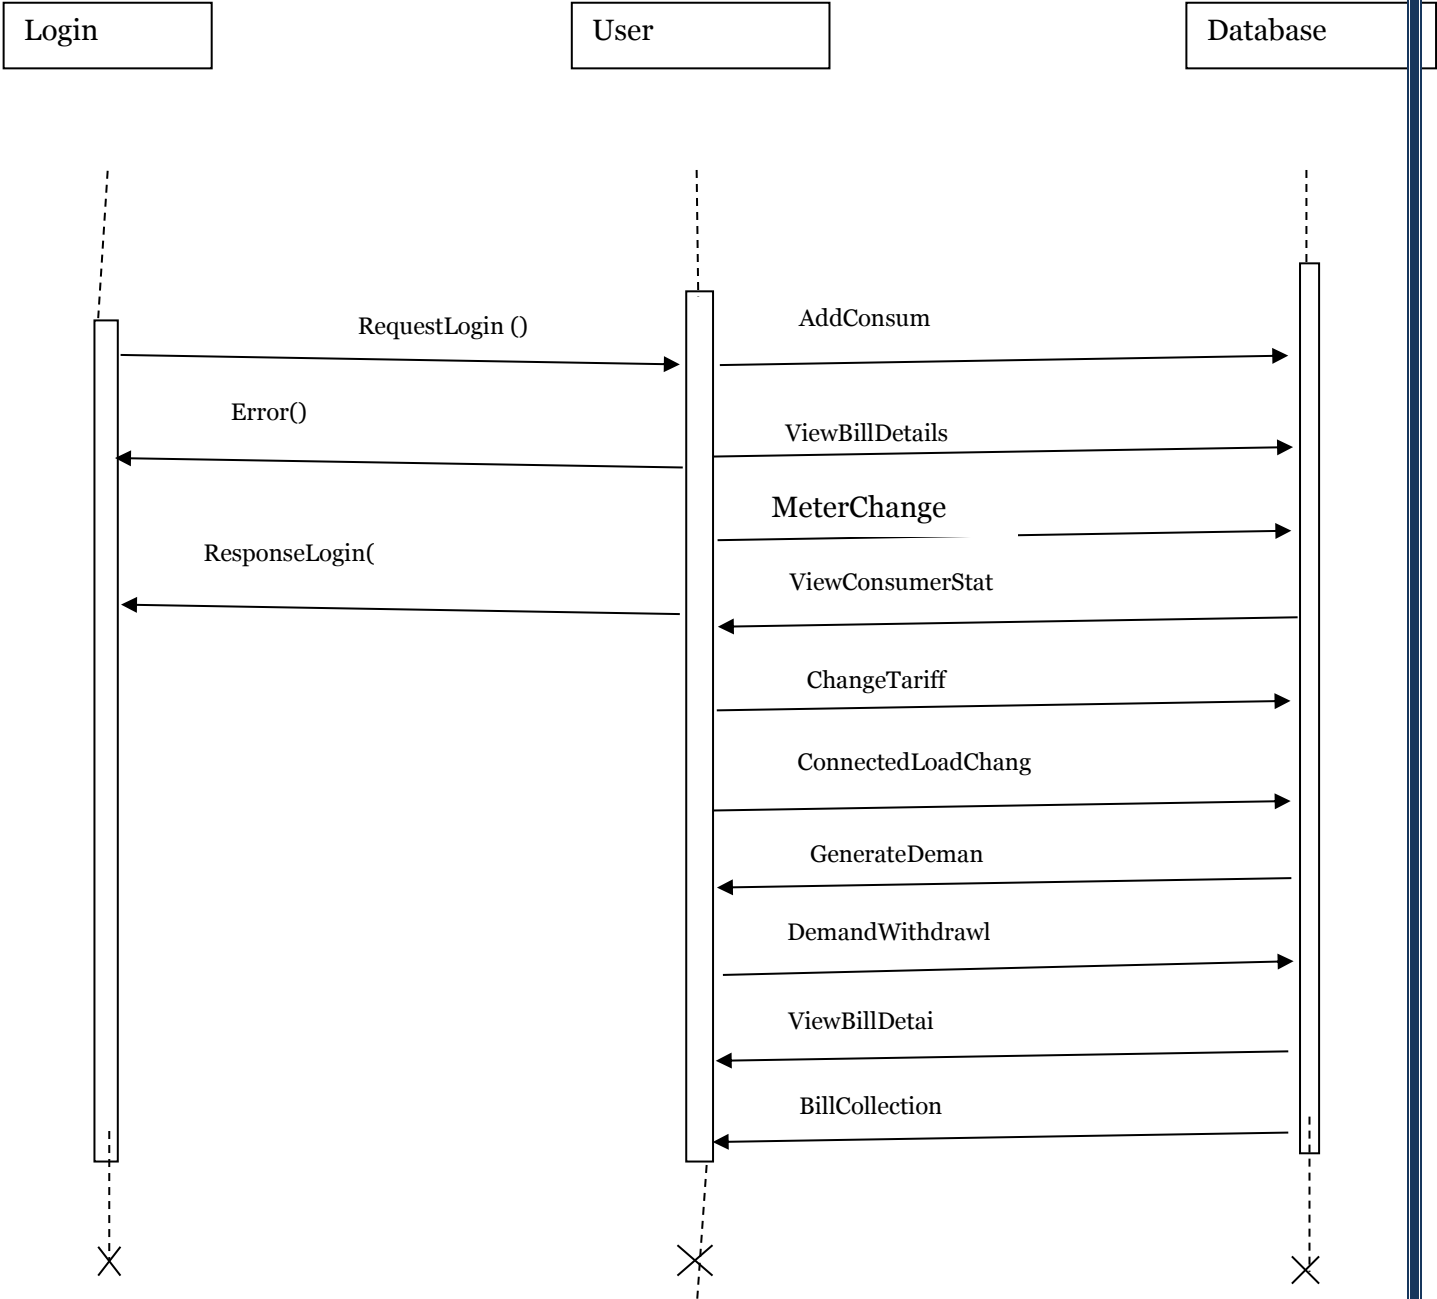 Login
User
Database
RequestLogin ()
AddConsum
Error()
ViewBillDetails
MeterChange
ResponseLogin(
ViewConsumerStat
ChangeTariff
ConnectedLoadChang
GenerateDeman
DemandWithdrawl
ViewBillDetai
BillCollection